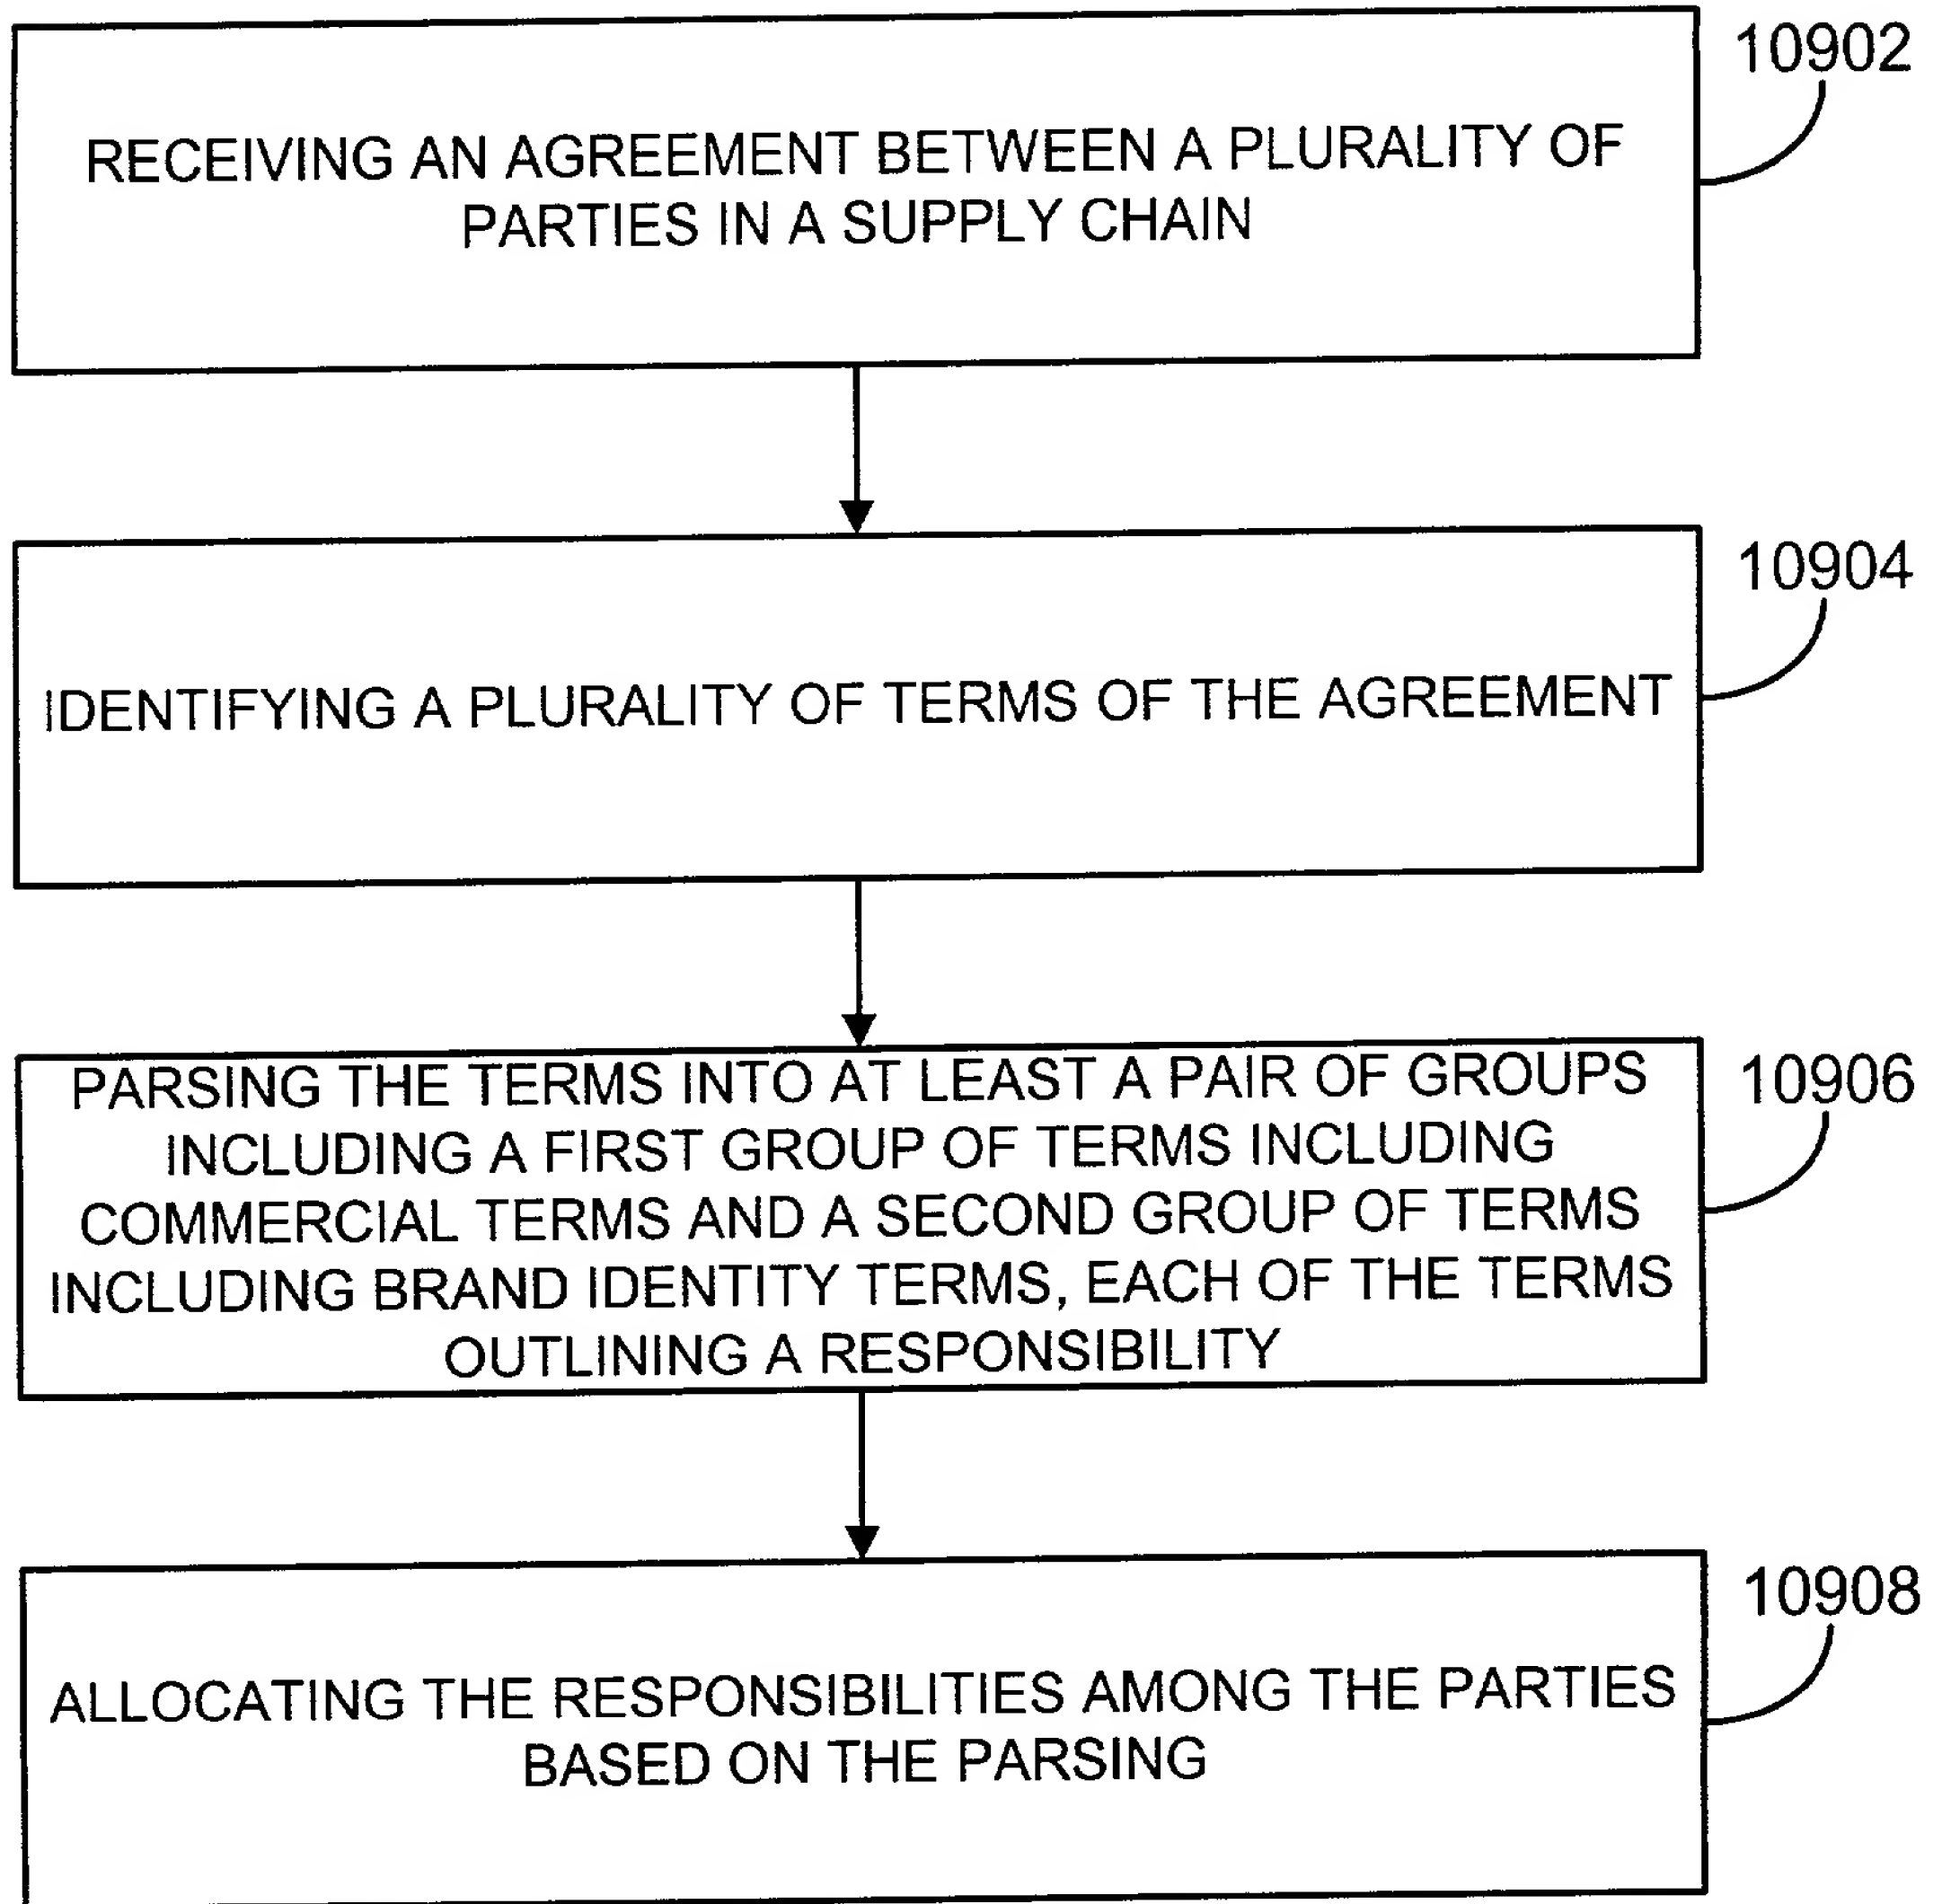 10902
RECEIVING AN AGREEMENT BETWEEN A PLURALITY OF
PARTIES IN A SUPPLY CHAIN
10904
IDENTIFYING A PLURALITY OF TERMS OF THE AGREEMENT
10906
PARSING THE TERMS INTO AT LEAST A PAIR OF GROUPS
INCLUDING A FIRST GROUP OF TERMS INCLUDING
COMMERCIAL TERMS AND A SECOND GROUP OF TERMS
INCLUDING BRAND IDENTITY TERMS, EACH OF THE TERMS
OUTLINING A RESPONSIBILITY
10908
ALLOCATING THE RESPONSIBILITIES AMONG THE PARTIES
BASED ON THE PARSING